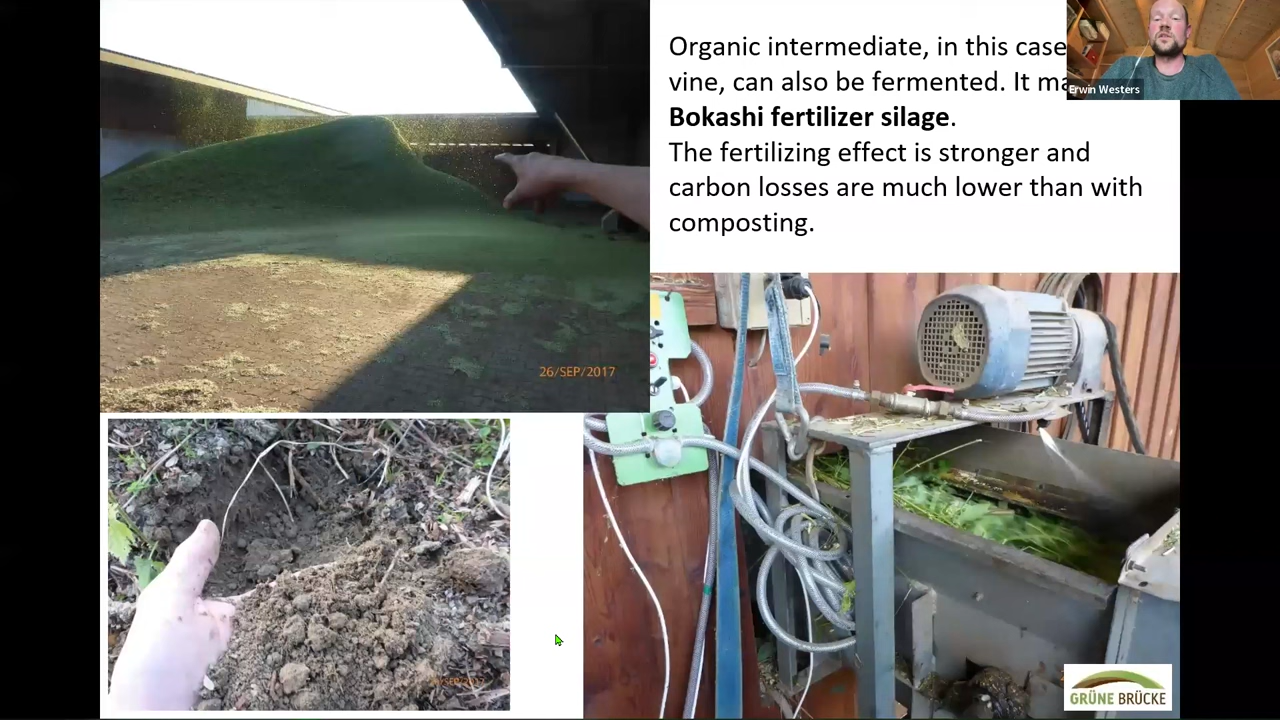 Organic intermediate, in this case
vine, can also be fermented. It
Bokashi fertilizer silage.
The fertilizing effect is stronger and
carbon losses are much lower than with
composting.
Erwin Westers
26/SEP/2017
GRÜNE BRÜCKE